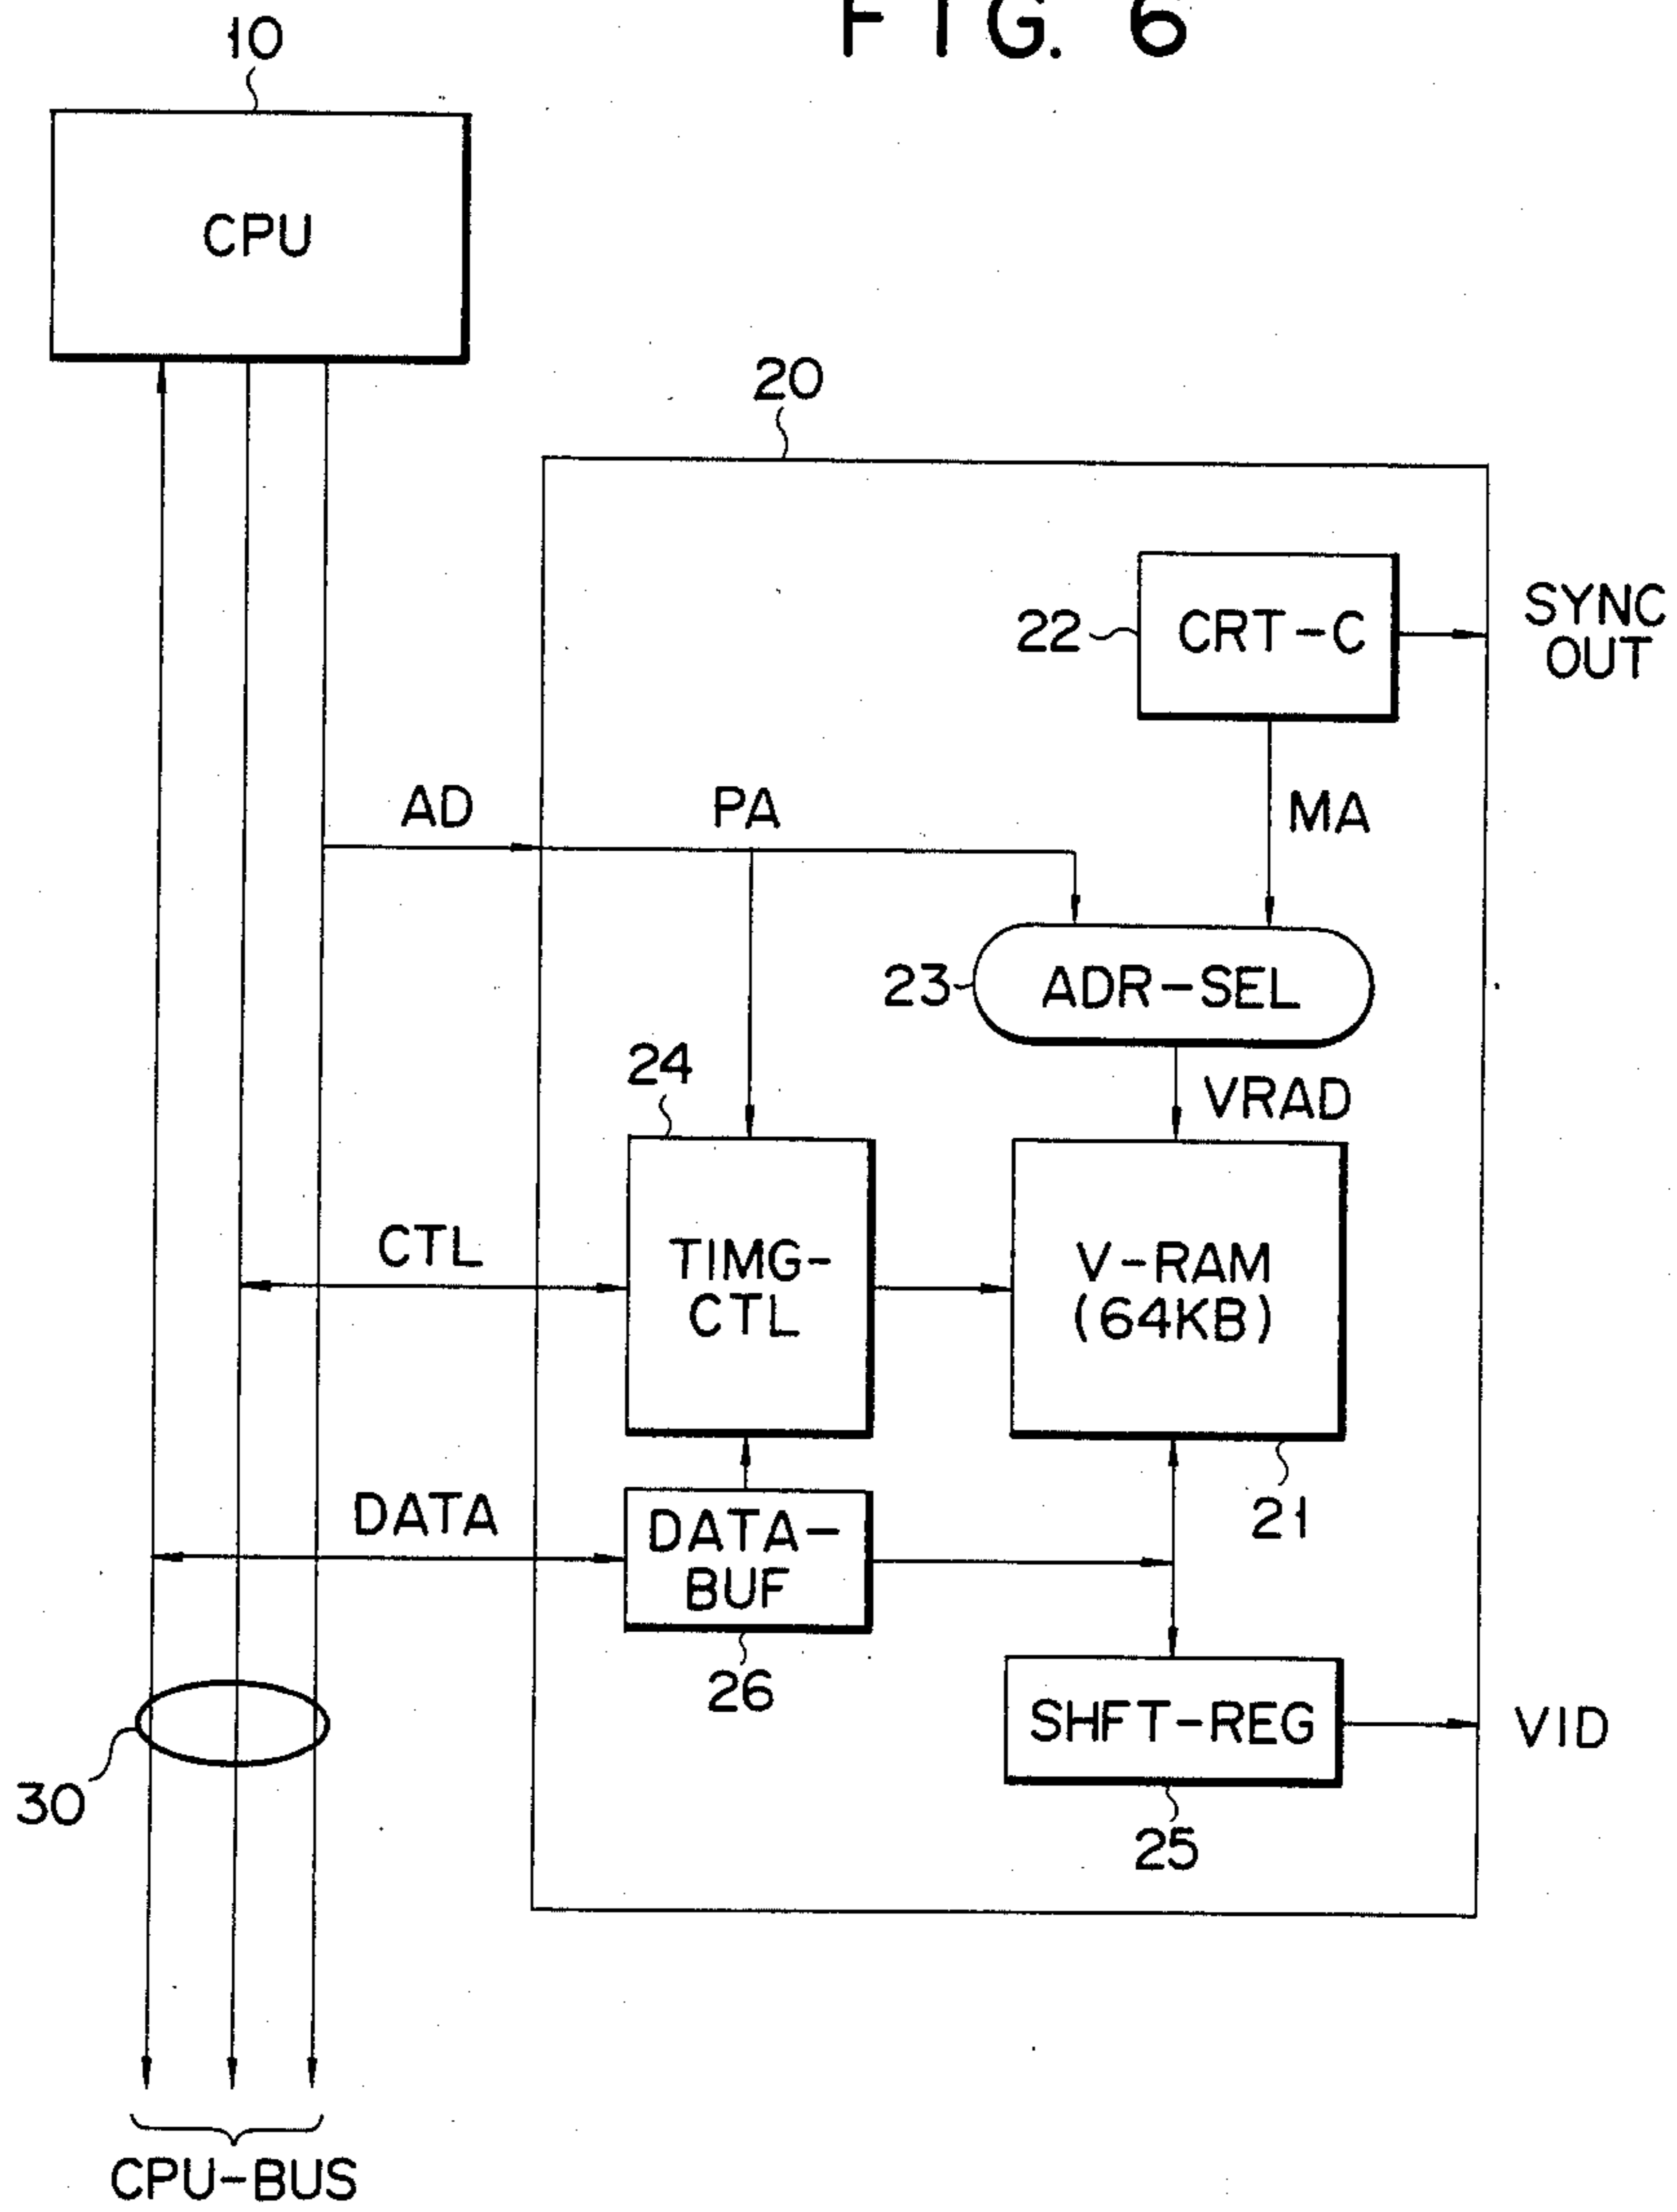 FIG. 6
10
CPU
20
22
CRT-C
SYNC
OUT
AD
PA
MA
23
ADR-SEL
24
VRAD
CTL
TIMG-
CTL
V-RAM
(64KB)
DATA
DATA-
BUF
21
26
SHFT-REG
VID
30
25
CPU-BUS